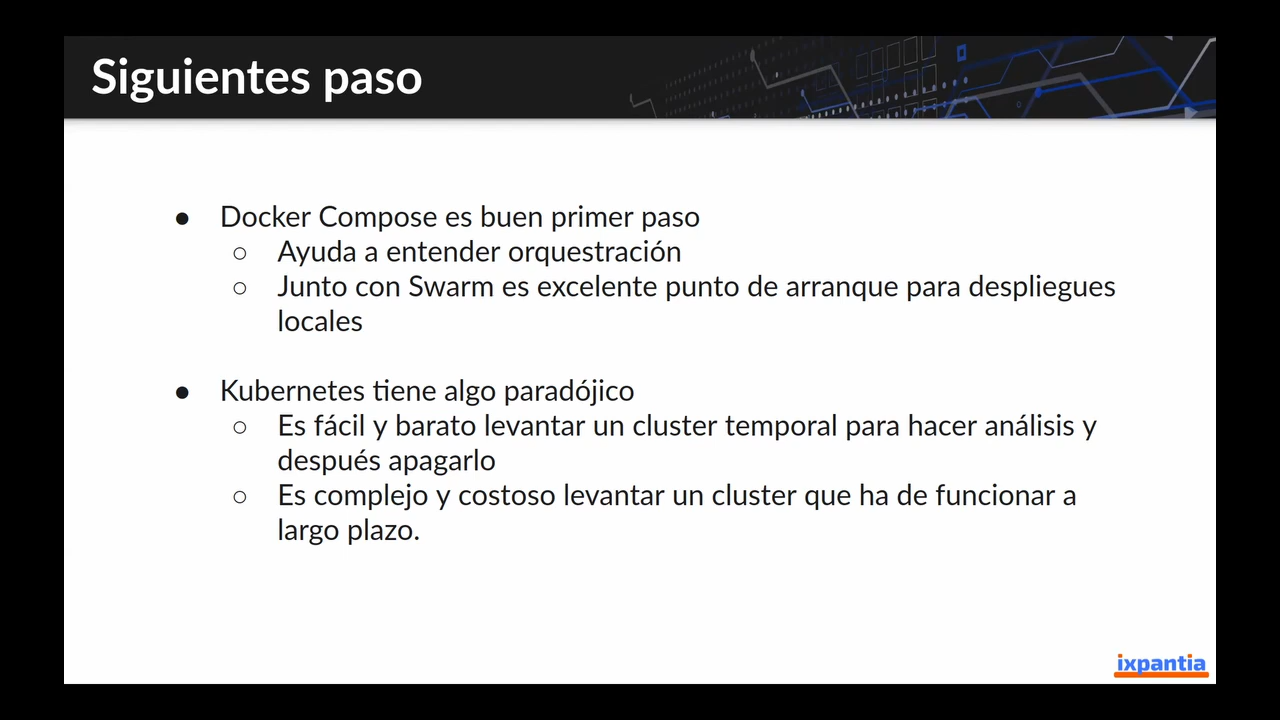 Siguientes paso
● Docker Compose es buen primer paso
○ Ayuda a entender orquestración
○ Junto con Swarm es excelente punto de arranque para despliegues
locales
● Kubernetes tiene algo paradójico
○ Es fácil y barato levantar un cluster temporal para hacer análisis y
después apagarlo
○ Es complejo y costoso levantar un cluster que ha de funcionar a
largo plazo.
ixpantia